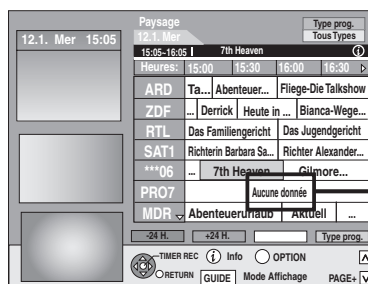 Paysage
Type prog.
12.1. Mer 15:05
12.1. Mer
Tous Types
15:05-16:05 7th Heaven
Heures: 15:00 15:30 16:00 16:30
ARD Ta... Abenteuer... Fliege-Die Talkshow
ZDF ... Derrick Heute in ... Bianca-Wege...
RTL Das Familiengericht Das Jugendgericht
SAT1 Richterin Barbara Sa... Richter Alexander...
***06 ... 7th Heaven Gilmore...
PRO7 Aucune donnée
MDR Abenteuerurlaub Aktuell ...
-24 H. +24 H. Type prog.
TIMER REC i Info OPTION
RETURN GUIDE Mode Affichage PAGE+